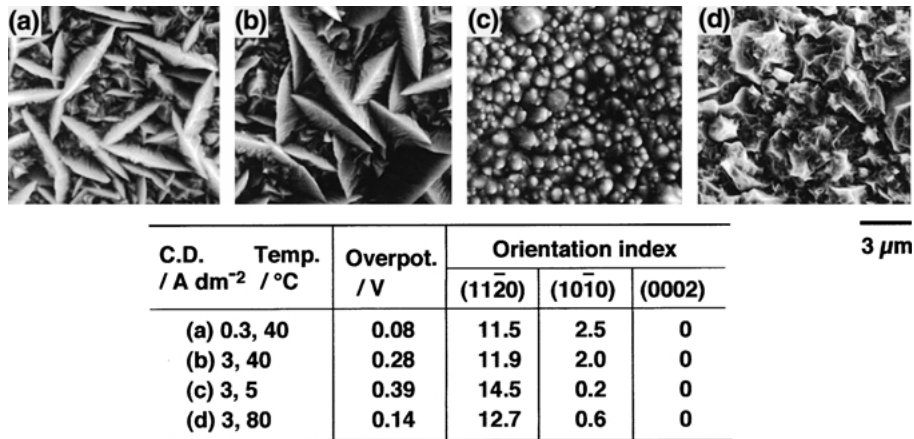 (a) (b) (c) (d)
3 μm
C.D. Temp. Overpot. Orientation index
/ A dm⁻² / °C / V (112̅0) (101̅0) (0002)
(a) 0.3, 40 0.08 11.5 2.5 0
(b) 3, 40 0.28 11.9 2.0 0
(c) 3, 5 0.39 14.5 0.2 0
(d) 3, 80 0.14 12.7 0.6 0